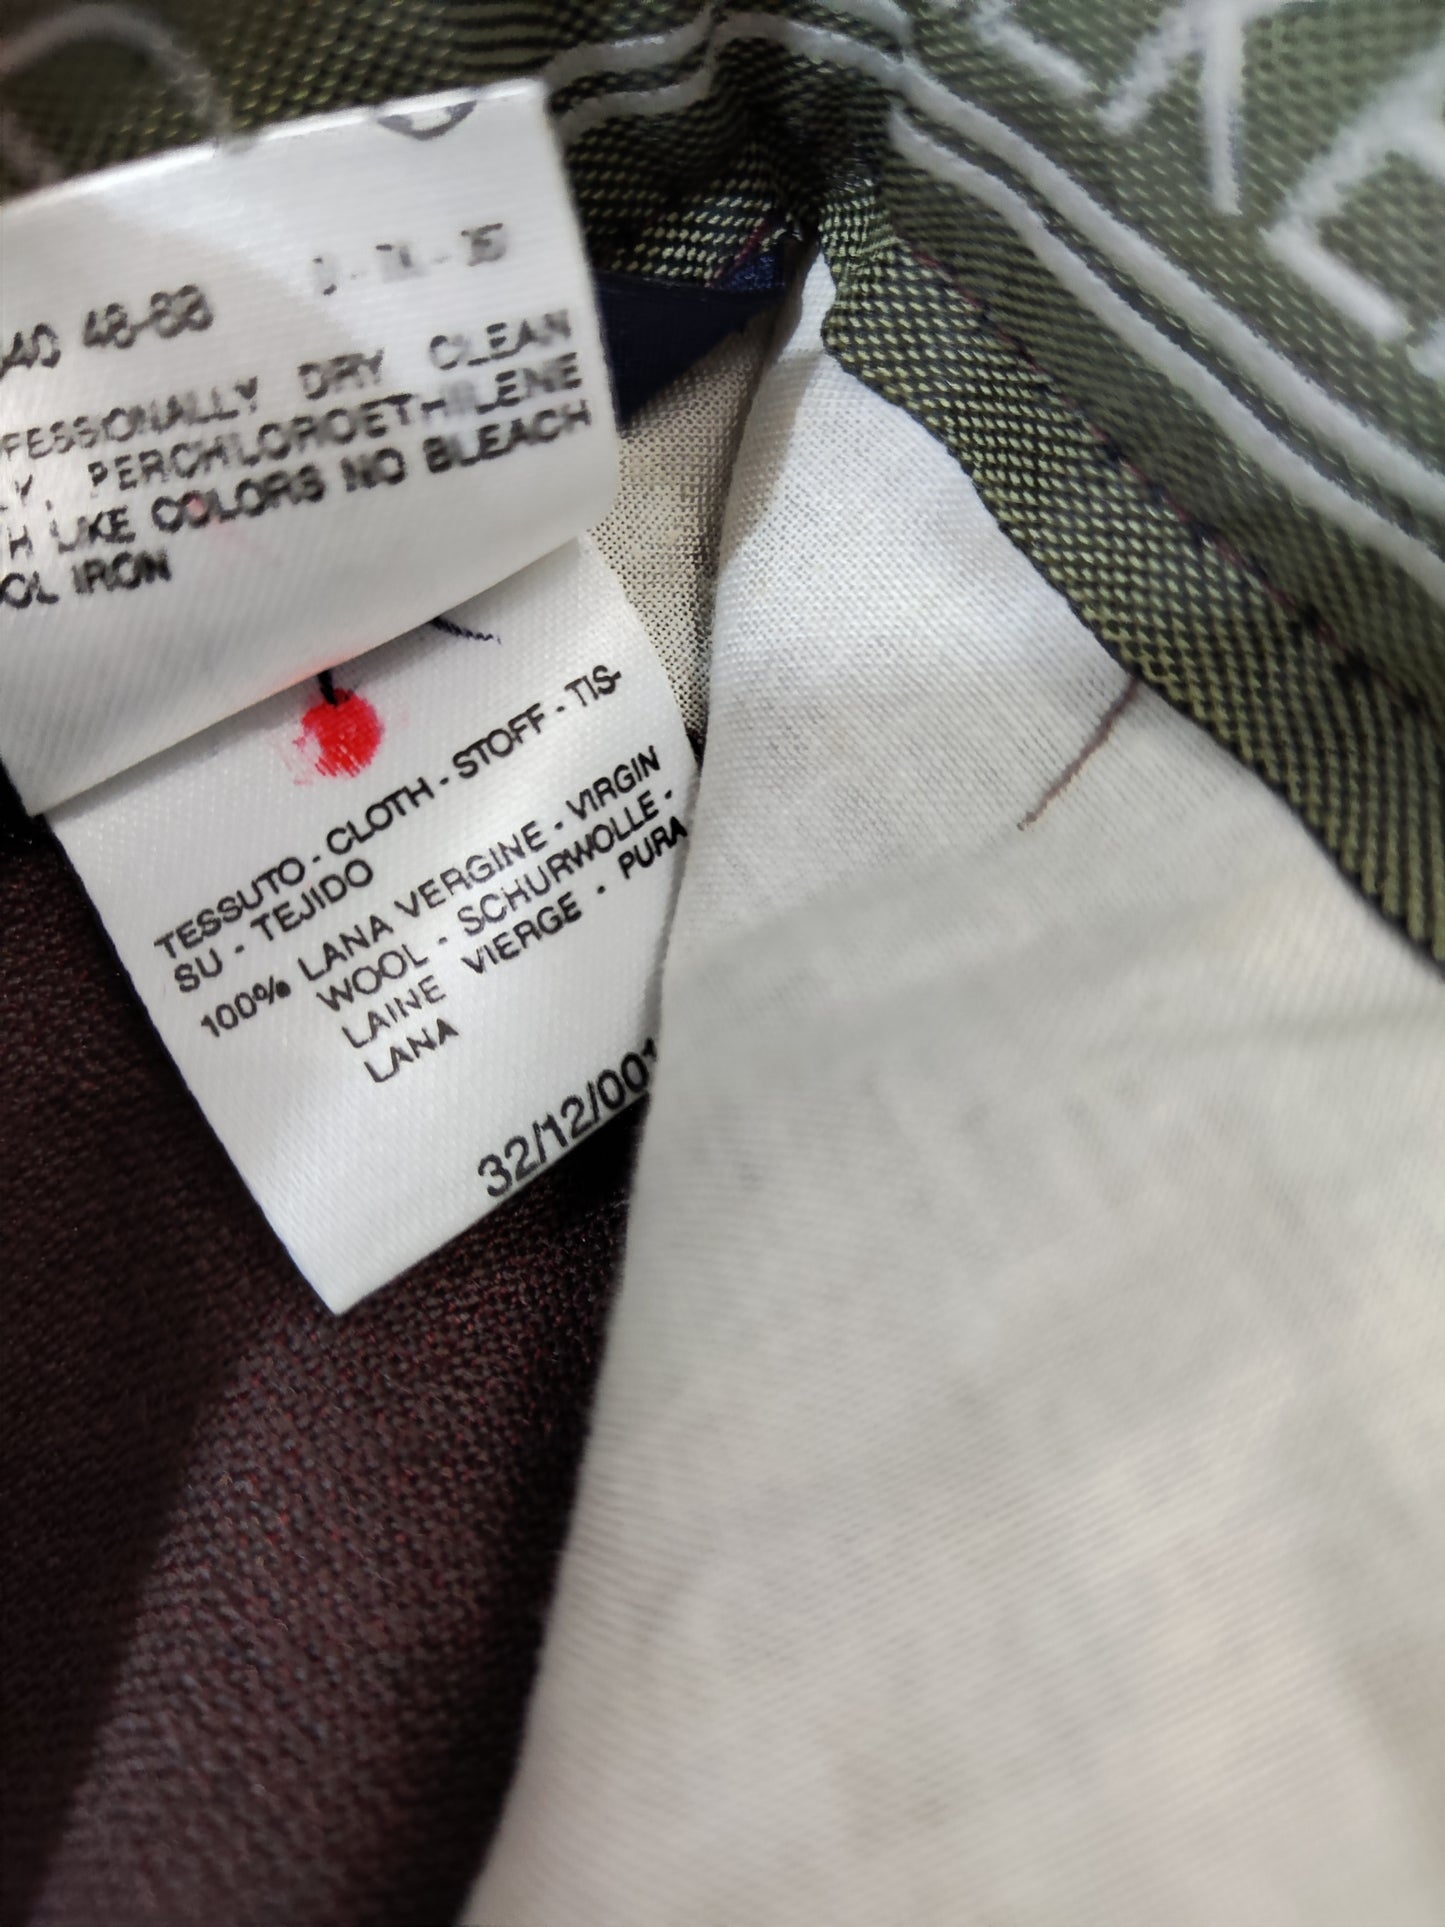 40 48-88
FESSIONALLY DRY CLEAN
Y, PERCHLOROETHILENE
H LIKE COLORS NO BLEACH
OL IRON
TESSUTO - CLOTH - STOFF - TIS-
SU - TEJIDO
100% LANA VERGINE - VIRGIN
WOOL - SCHURWOLLE -
LAINE VIERGE - PURA
LANA
32/12/001